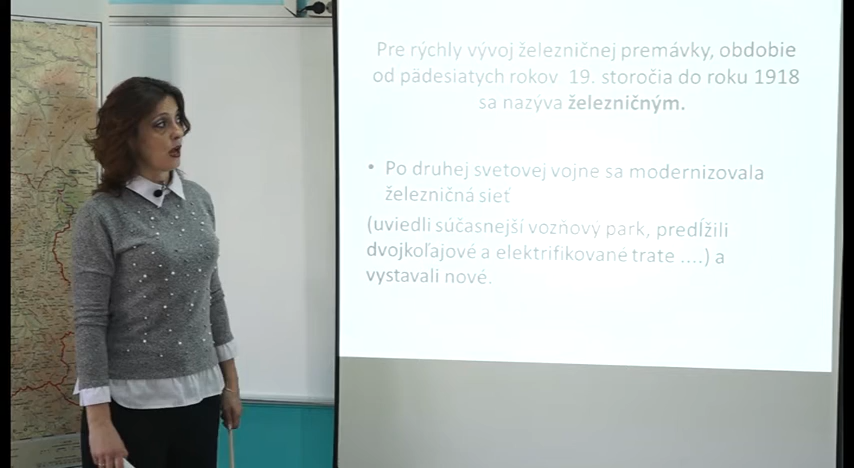 Pre rýchly vývoj železničnej premávky, obdobie
od pädesiatych rokov 19. storočia do roku 1918
sa nazýva železničným.
• Po druhej svetovej vojne sa modernizovala
železničná sieť
(uviedli súčasnejší vozňový park, predĺžili
dvojkoľajové a elektrifikované trate ....) a
vystavali nové.